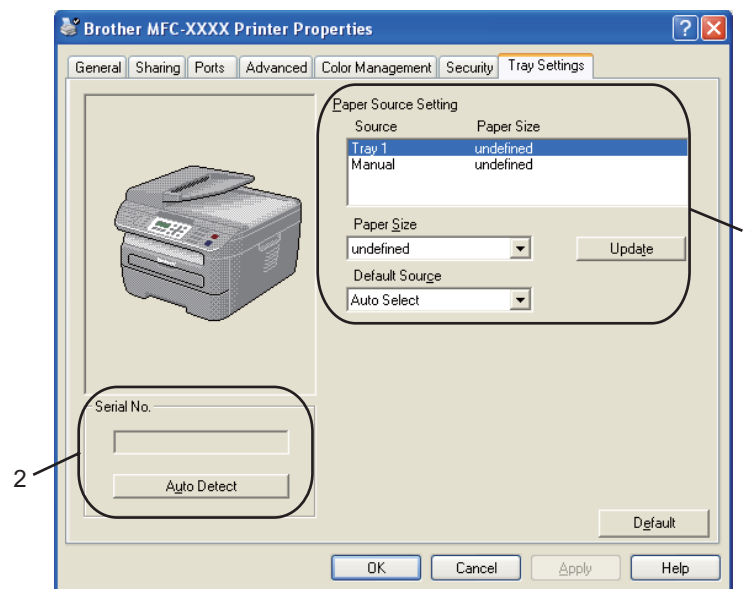 Brother MFC-XXXX Printer Properties
General Sharing Ports Advanced Color Management Security Tray Settings
Paper Source Setting
Source Paper Size
Tray 1 undefined
Manual undefined
Paper Size
undefined
Update
Default Source
Auto Select
Serial No.
Auto Detect
2
Default
OK Cancel Apply Help